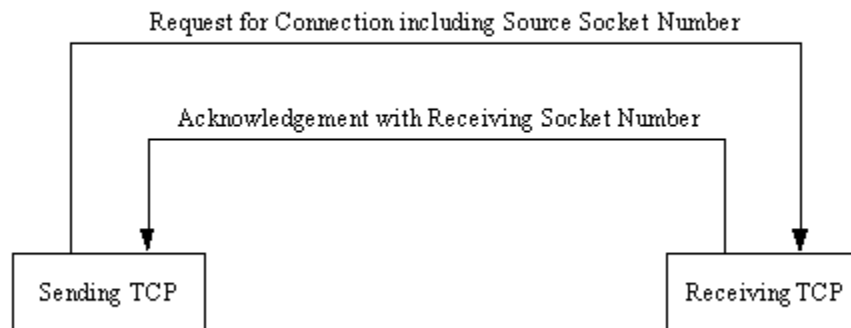 Request for Connection including Source Socket Number
Acknowledgement with Receiving Socket Number
Sending TCP
Receiving TCP